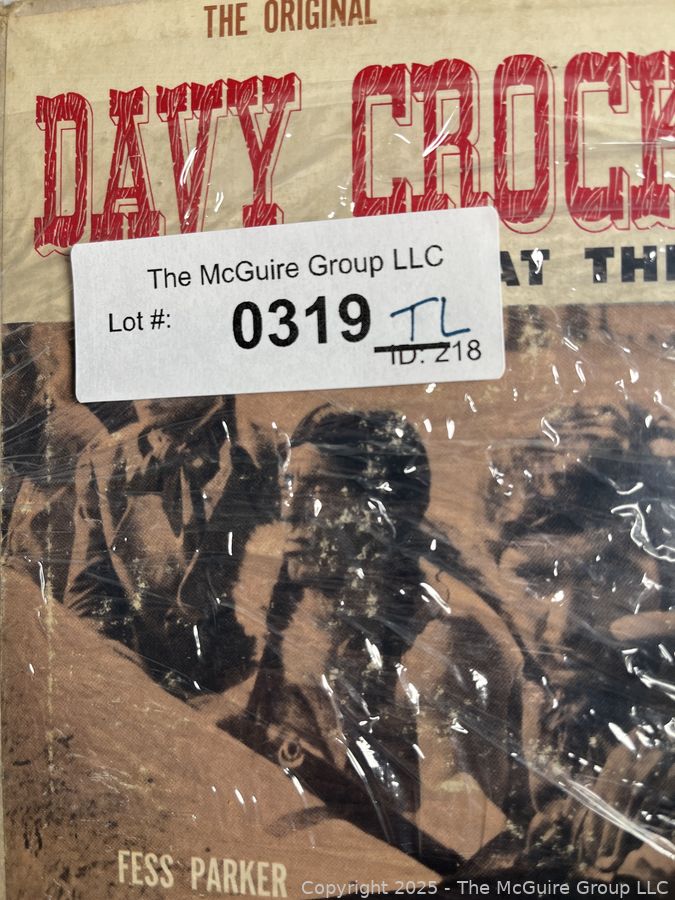 THE ORIGINAL
DAVY CROCK
AT THE
The McGuire Group LLC
Lot #: 0319 TL
ID: 218
FESS PARKER
Copyright 2025 - The McGuire Group LLC